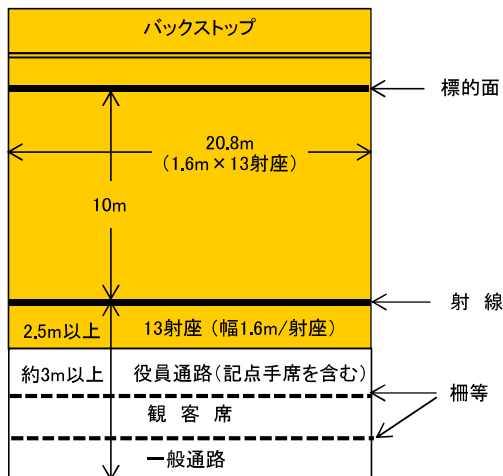 バックストップ
標的面
20.8m
(1.6m×13射座)
10m
射 線
2.5m以上 13射座(幅1.6m/射座)
約3m以上 役員通路(記点手席を含む)
柵等
観 客 席
一般通路